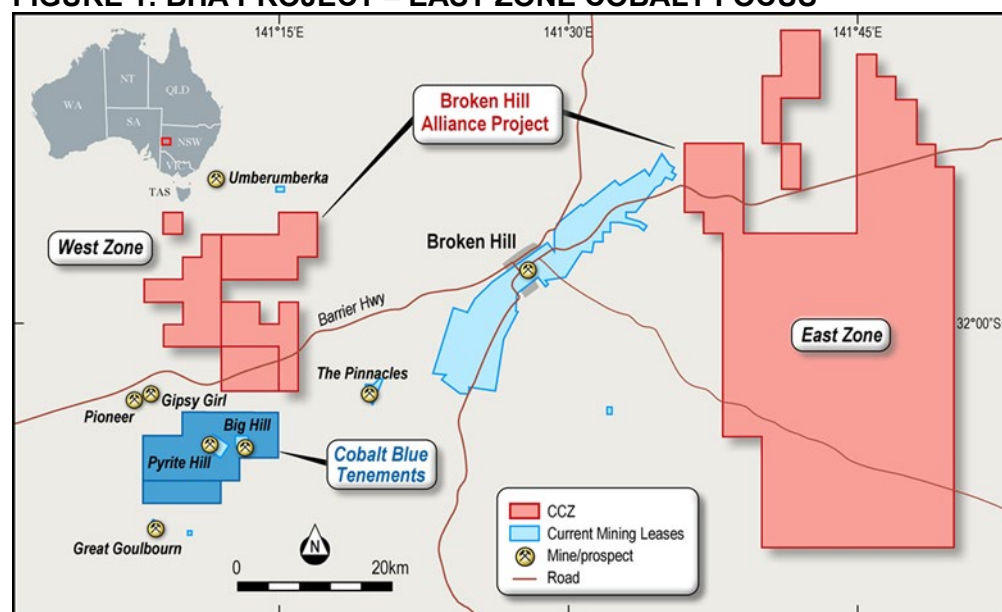 FIGURE 1: BHA PROJECT – EAST ZONE COBALT FOCUS
141°15'E
141°30'E
141°45'E
NT
QLD
WA
SA
NSW
VIC
TAS
Broken Hill
Alliance Project
Umberumberka
West Zone
Broken Hill
Barrier Hwy
32°00'S
East Zone
The Pinnacles
Pioneer
Gipsy Girl
Big Hill
Pyrite Hill
Cobalt Blue
Tenements
Great Goulbourn
N
0
20km
CCZ
Current Mining Leases
Mine/prospect
Road